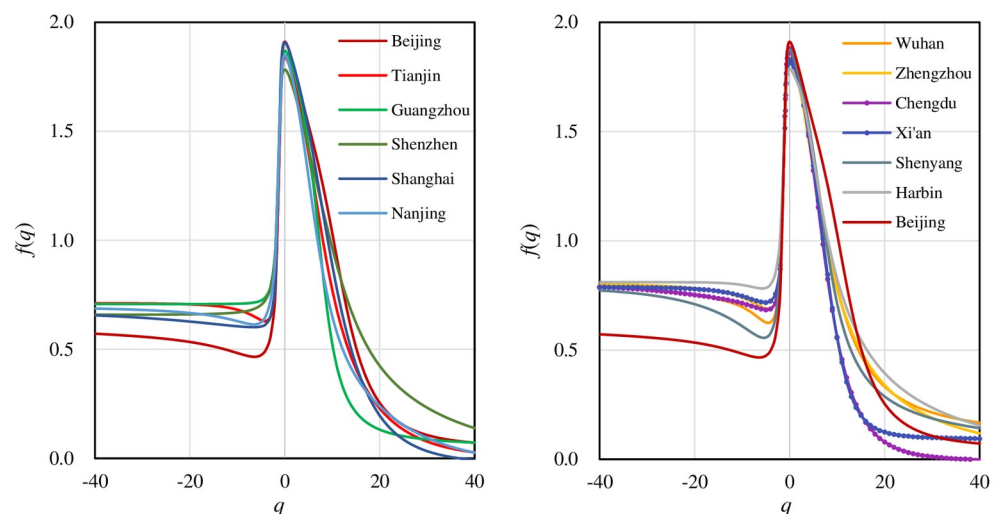 2.0
1.5
1.0
0.5
0.0
f(q)
-40
-20
0
20
40
q
Beijing
Tianjin
Guangzhou
Shenzhen
Shanghai
Nanjing
2.0
1.5
1.0
0.5
0.0
f(q)
-40
-20
0
20
40
q
Wuhan
Zhengzhou
Chengdu
Xi'an
Shenyang
Harbin
Beijing